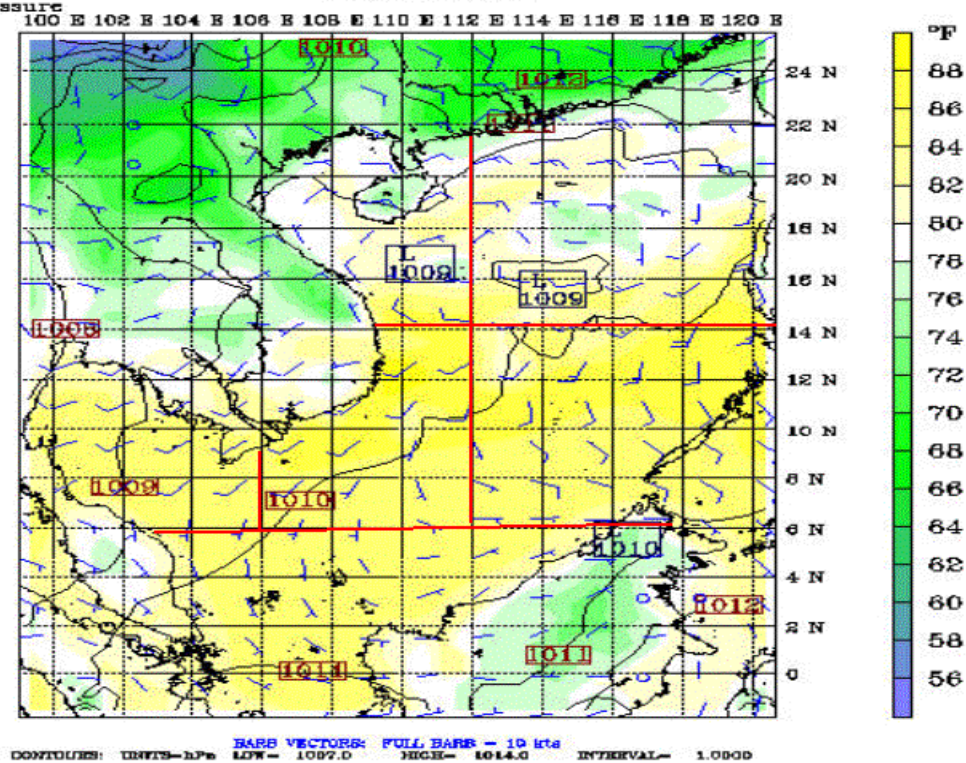 ssure
100 E 102 E 104 E 106 E 108 E 110 E 112 E 114 E 116 E 118 E 120 E
°F
1010
24 N
88
1012
86
22 N
84
20 N
82
18 N
80
L
1009
78
16 N
L
1009
76
1008
14 N
74
12 N
72
10 N
70
1009
8 N
68
1010
66
6 N
64
1010
4 N
62
1012
60
2 N
58
1011
1011
0
56
BARB VECTORS: FULL BARB = 10 kts
CONTOURS: UNITS=hPa LOW= 1007.0 HIGH= 1014.0 INTERVAL= 1.0000